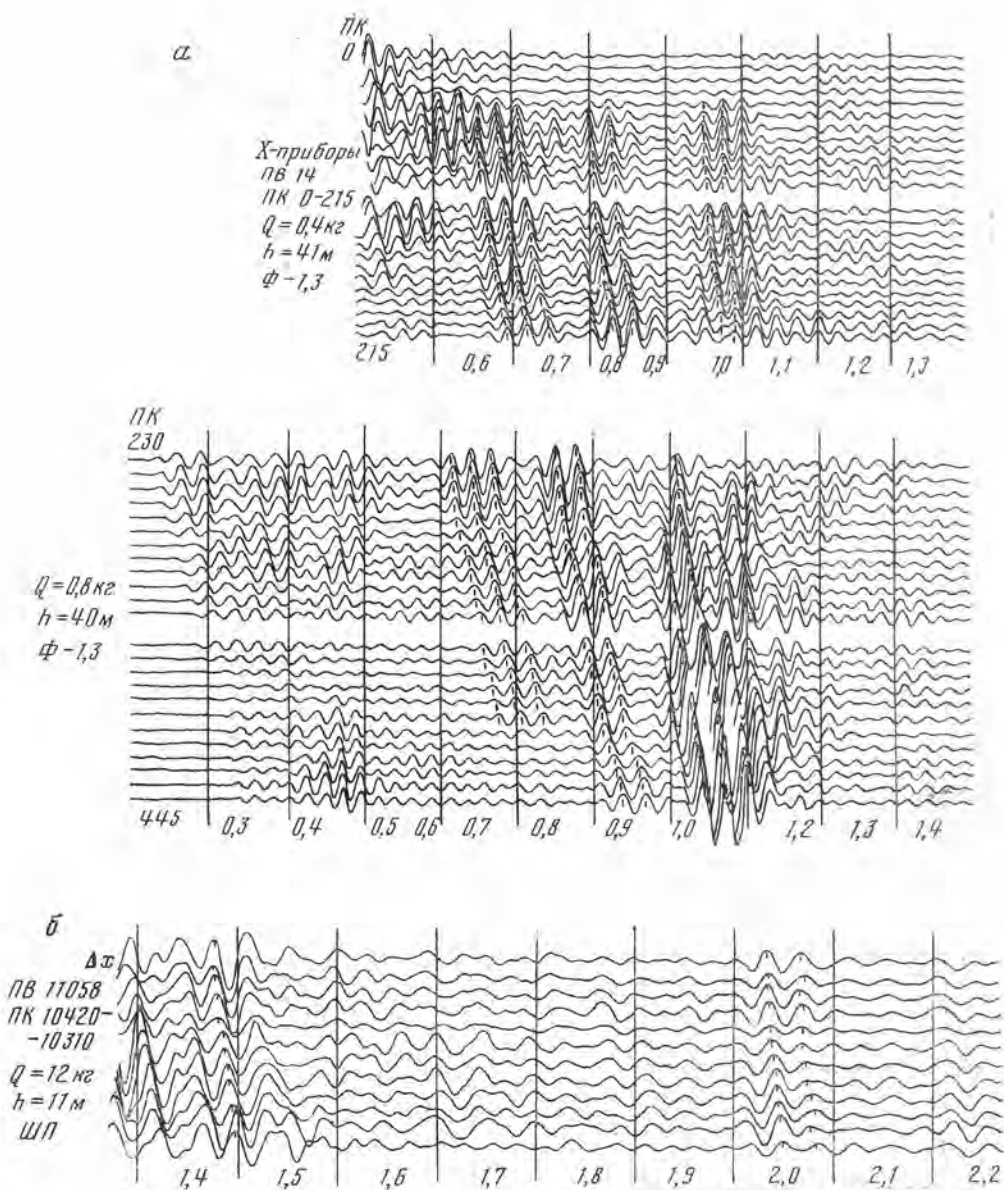 а
ПК
0
X-приборы
ПВ 14
ПК 0-215
Q=0,4кг
h=41м
Ф-1,3
215
0,6 0,7 0,8 0,9 1,0 1,1 1,2 1,3
ПК
230
Q=0,8кг
h=40м
Ф-1,3
445 0,3 0,4 0,5 0,6 0,7 0,8 0,9 1,0 1,2 1,3 1,4
б
Δx
ПВ 11058
ПК 10420-
-10310
Q=12кг
h=11м
ШП
1,4 1,5 1,6 1,7 1,8 1,9 2,0 2,1 2,2